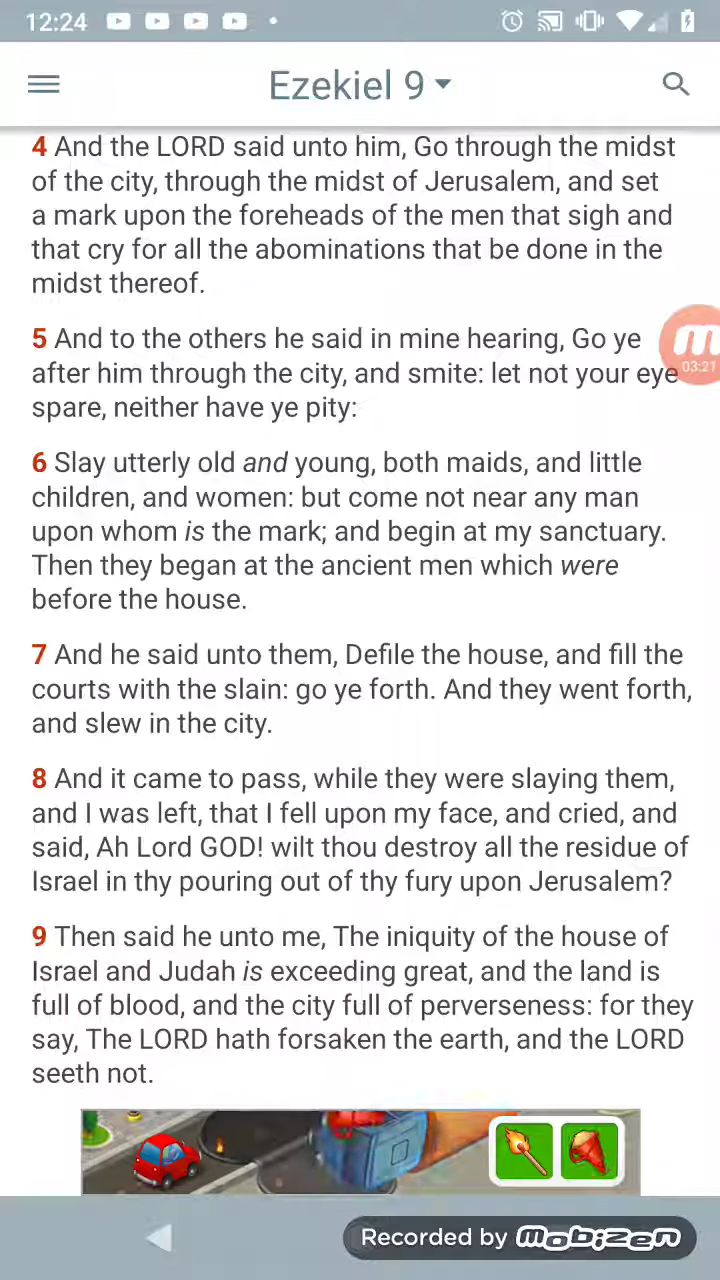 12:24
Ezekiel 9
4 And the LORD said unto him, Go through the midst
of the city, through the midst of Jerusalem, and set
a mark upon the foreheads of the men that sigh and
that cry for all the abominations that be done in the
midst thereof.
5 And to the others he said in mine hearing, Go ye
after him through the city, and smite: let not your eye
spare, neither have ye pity:
m
03:21
6 Slay utterly old and young, both maids, and little
children, and women: but come not near any man
upon whom is the mark; and begin at my sanctuary.
Then they began at the ancient men which were
before the house.
7 And he said unto them, Defile the house, and fill the
courts with the slain: go ye forth. And they went forth,
and slew in the city.
8 And it came to pass, while they were slaying them,
and I was left, that I fell upon my face, and cried, and
said, Ah Lord GOD! wilt thou destroy all the residue of
Israel in thy pouring out of thy fury upon Jerusalem?
9 Then said he unto me, The iniquity of the house of
Israel and Judah is exceeding great, and the land is
full of blood, and the city full of perverseness: for they
say, The LORD hath forsaken the earth, and the LORD
seeth not.
Recorded by mobizen